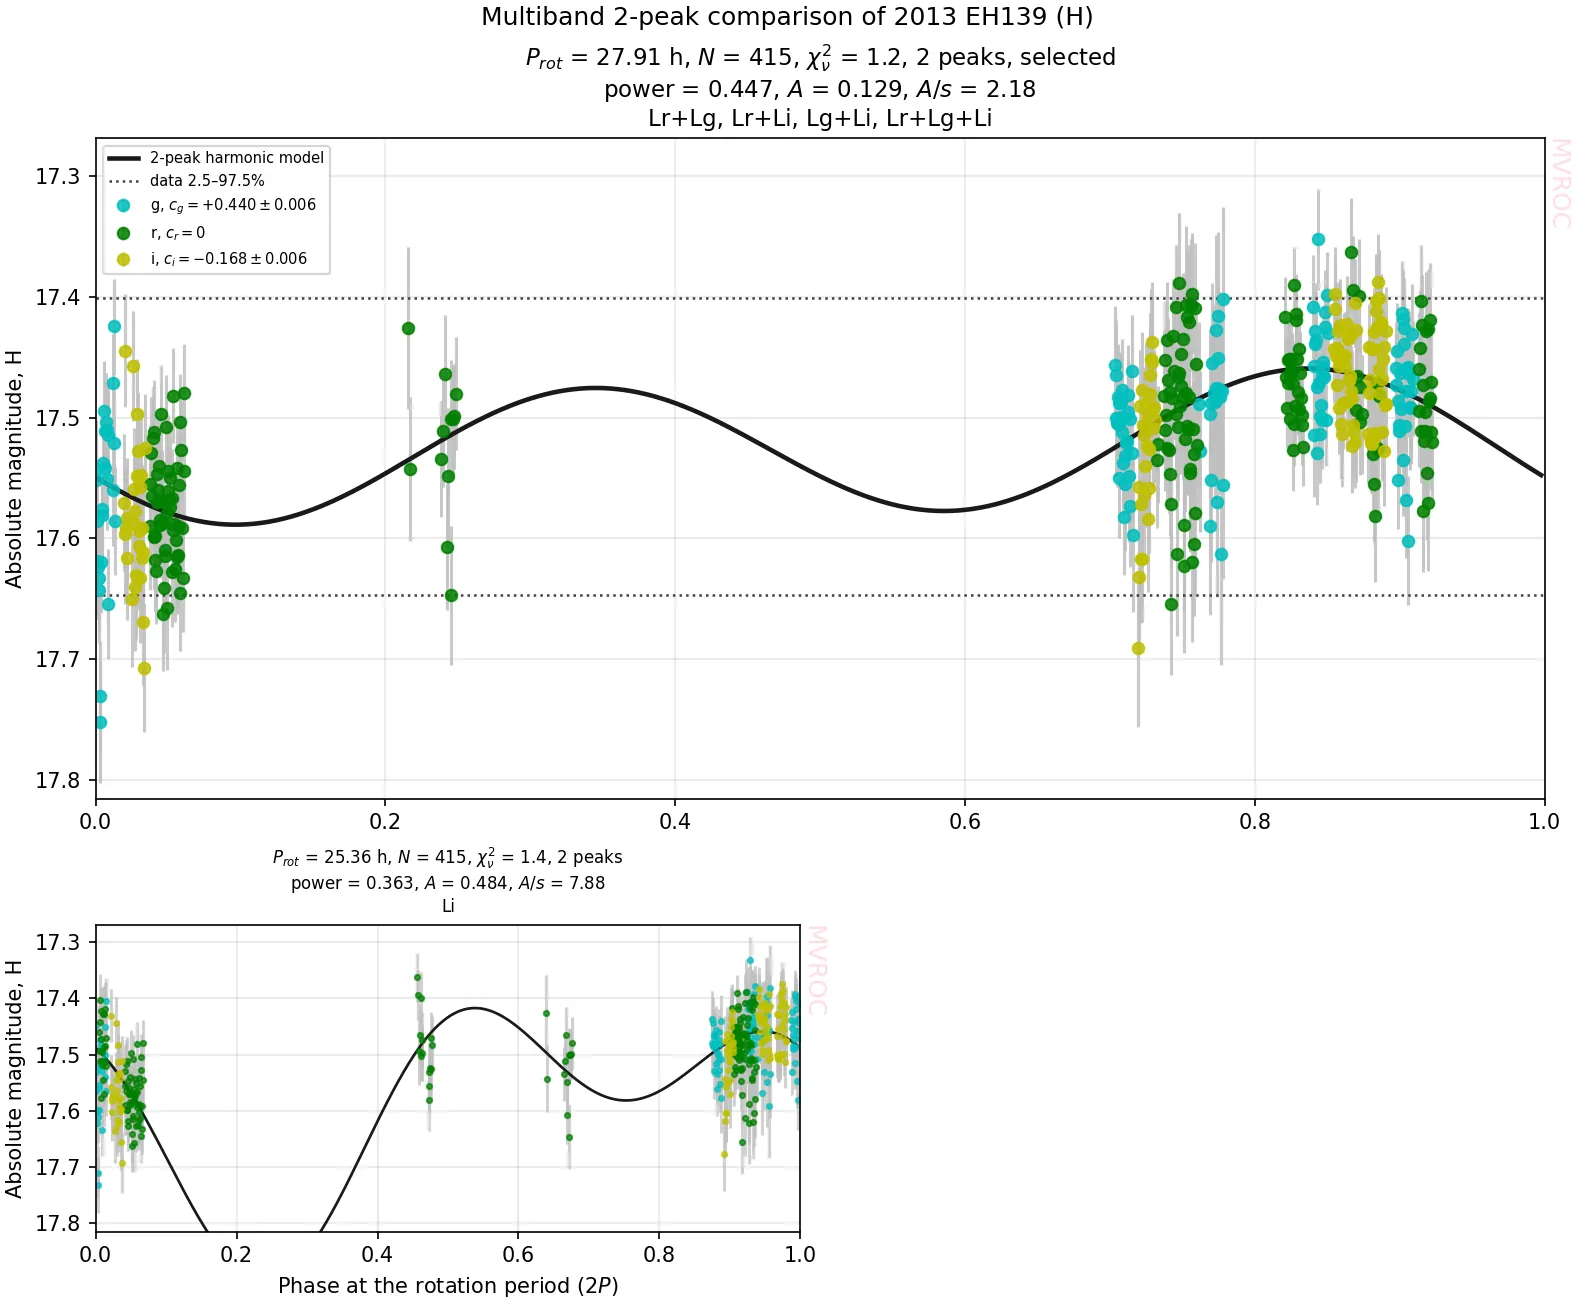 Multiband 2-peak comparison of 2013 EH139 (H)
P_rot = 27.91 h, N = 415, χ²_ν = 1.2, 2 peaks, selected
power = 0.447, A = 0.129, A/s = 2.18
Lr+Lg, Lr+Li, Lg+Li, Lr+Lg+Li
2-peak harmonic model
data 2.5–97.5%
g, c_g = +0.440 ± 0.006
r, c_r = 0
i, c_i = −0.168 ± 0.006
MVROC
Absolute magnitude, H
17.3
17.4
17.5
17.6
17.7
17.8
0.0 0.2 0.4 0.6 0.8 1.0
P_rot = 25.36 h, N = 415, χ²_ν = 1.4, 2 peaks
power = 0.363, A = 0.484, A/s = 7.88
Li
MVROC
Absolute magnitude, H
17.3
17.4
17.5
17.6
17.7
17.8
0.0 0.2 0.4 0.6 0.8 1.0
Phase at the rotation period (2P)